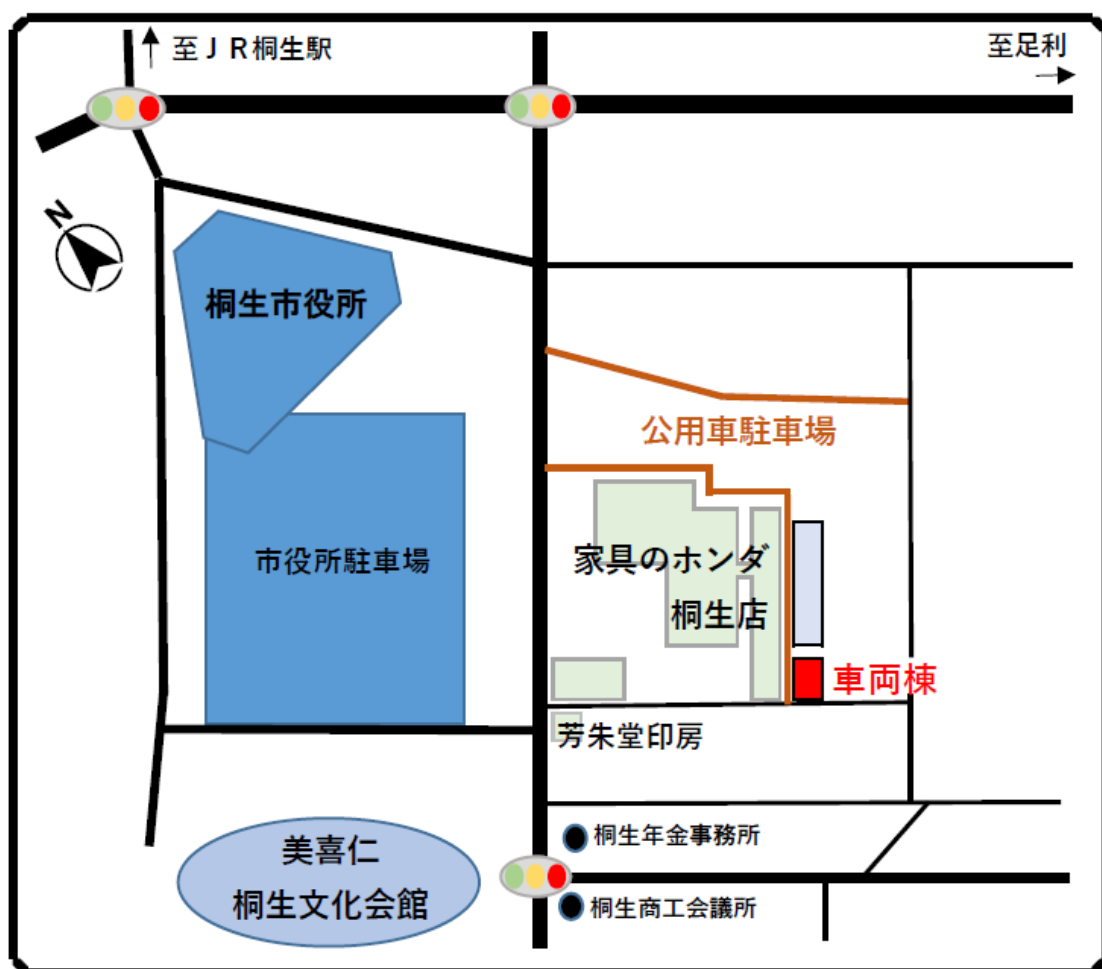 至ＪＲ桐生駅
至足利
N
桐生市役所
公用車駐車場
市役所駐車場
家具のホンダ
桐生店
車両棟
芳朱堂印房
美喜仁
桐生文化会館
桐生年金事務所
桐生商工会議所